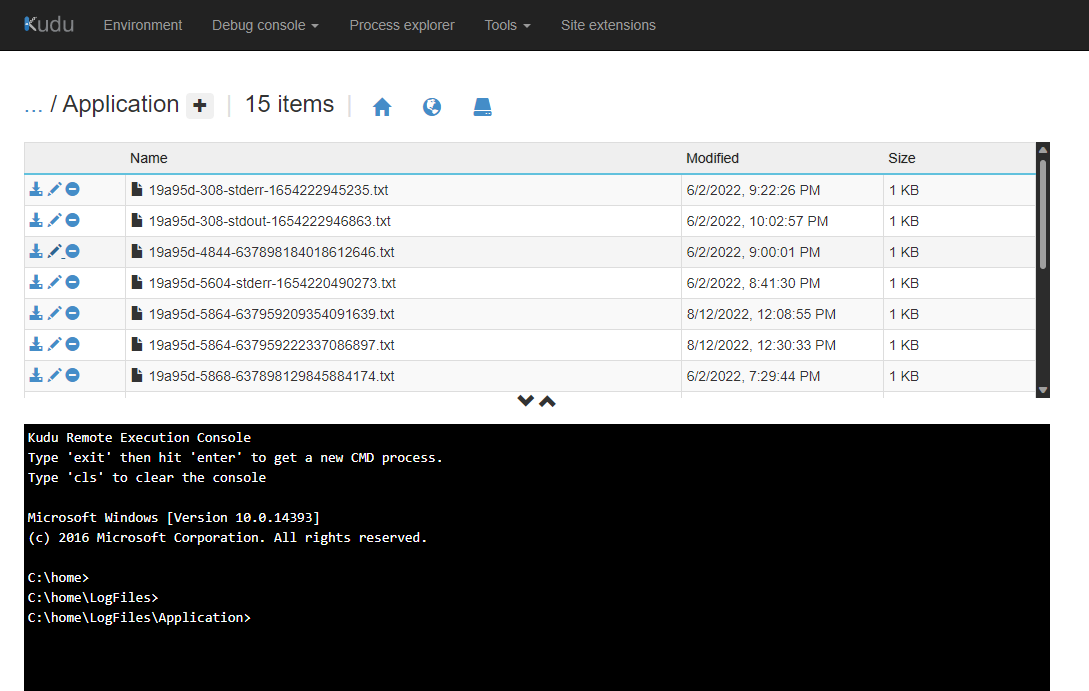 Kudu Environment Debug console Process explorer Tools Site extensions
... / Application + | 15 items |
Name Modified Size
19a95d-308-stderr-1654222945235.txt 6/2/2022, 9:22:26 PM 1 KB
19a95d-308-stdout-1654222946863.txt 6/2/2022, 10:02:57 PM 1 KB
19a95d-4844-637898184018612646.txt 6/2/2022, 9:00:01 PM 1 KB
19a95d-5604-stderr-1654220490273.txt 6/2/2022, 8:41:30 PM 1 KB
19a95d-5864-637959209354091639.txt 8/12/2022, 12:08:55 PM 1 KB
19a95d-5864-637959222337086897.txt 8/12/2022, 12:30:33 PM 1 KB
19a95d-5868-637898129845884174.txt 6/2/2022, 7:29:44 PM 1 KB
Kudu Remote Execution Console
Type 'exit' then hit 'enter' to get a new CMD process.
Type 'cls' to clear the console
Microsoft Windows [Version 10.0.14393]
(c) 2016 Microsoft Corporation. All rights reserved.
C:\home>
C:\home\LogFiles>
C:\home\LogFiles\Application>